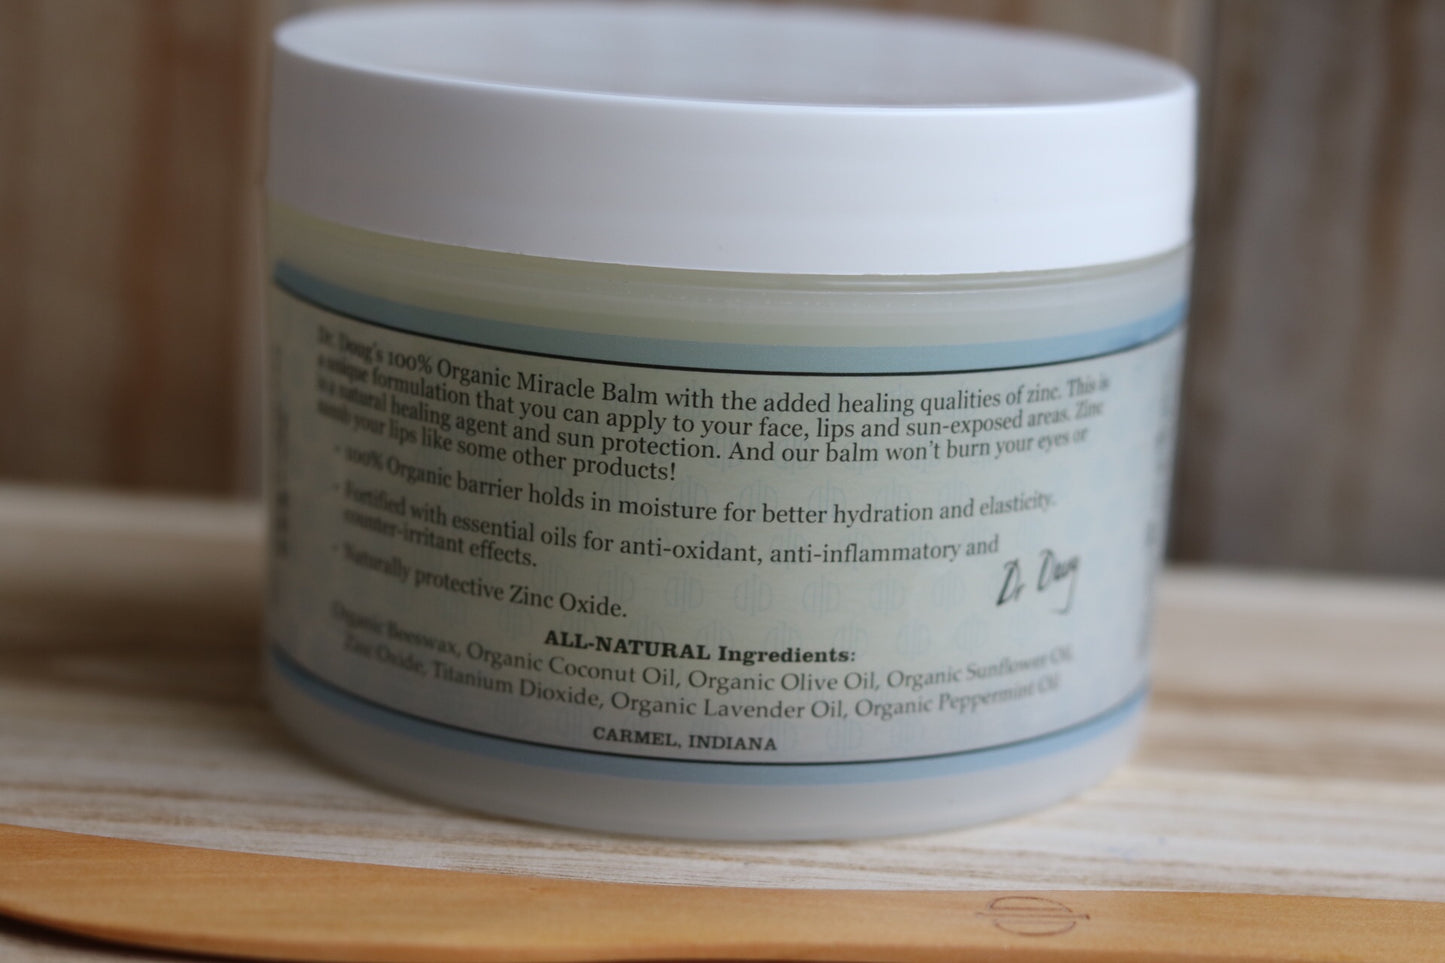 Dr. Doug's 100% Organic Miracle Balm with the added healing qualities of zinc. This is
a unique formulation that you can apply to your face, lips and sun-exposed areas. Zinc
is a natural healing agent and sun protection. And our balm won't burn your eyes or
numb your lips like some other products!
- 100% Organic barrier holds in moisture for better hydration and elasticity.
- Fortified with essential oils for anti-oxidant, anti-inflammatory and
counter-irritant effects.
- Naturally protective Zinc Oxide.
Dr Doug
ALL-NATURAL Ingredients:
Organic Beeswax, Organic Coconut Oil, Organic Olive Oil, Organic Sunflower Oil,
Zinc Oxide, Titanium Dioxide, Organic Lavender Oil, Organic Peppermint Oil
CARMEL, INDIANA